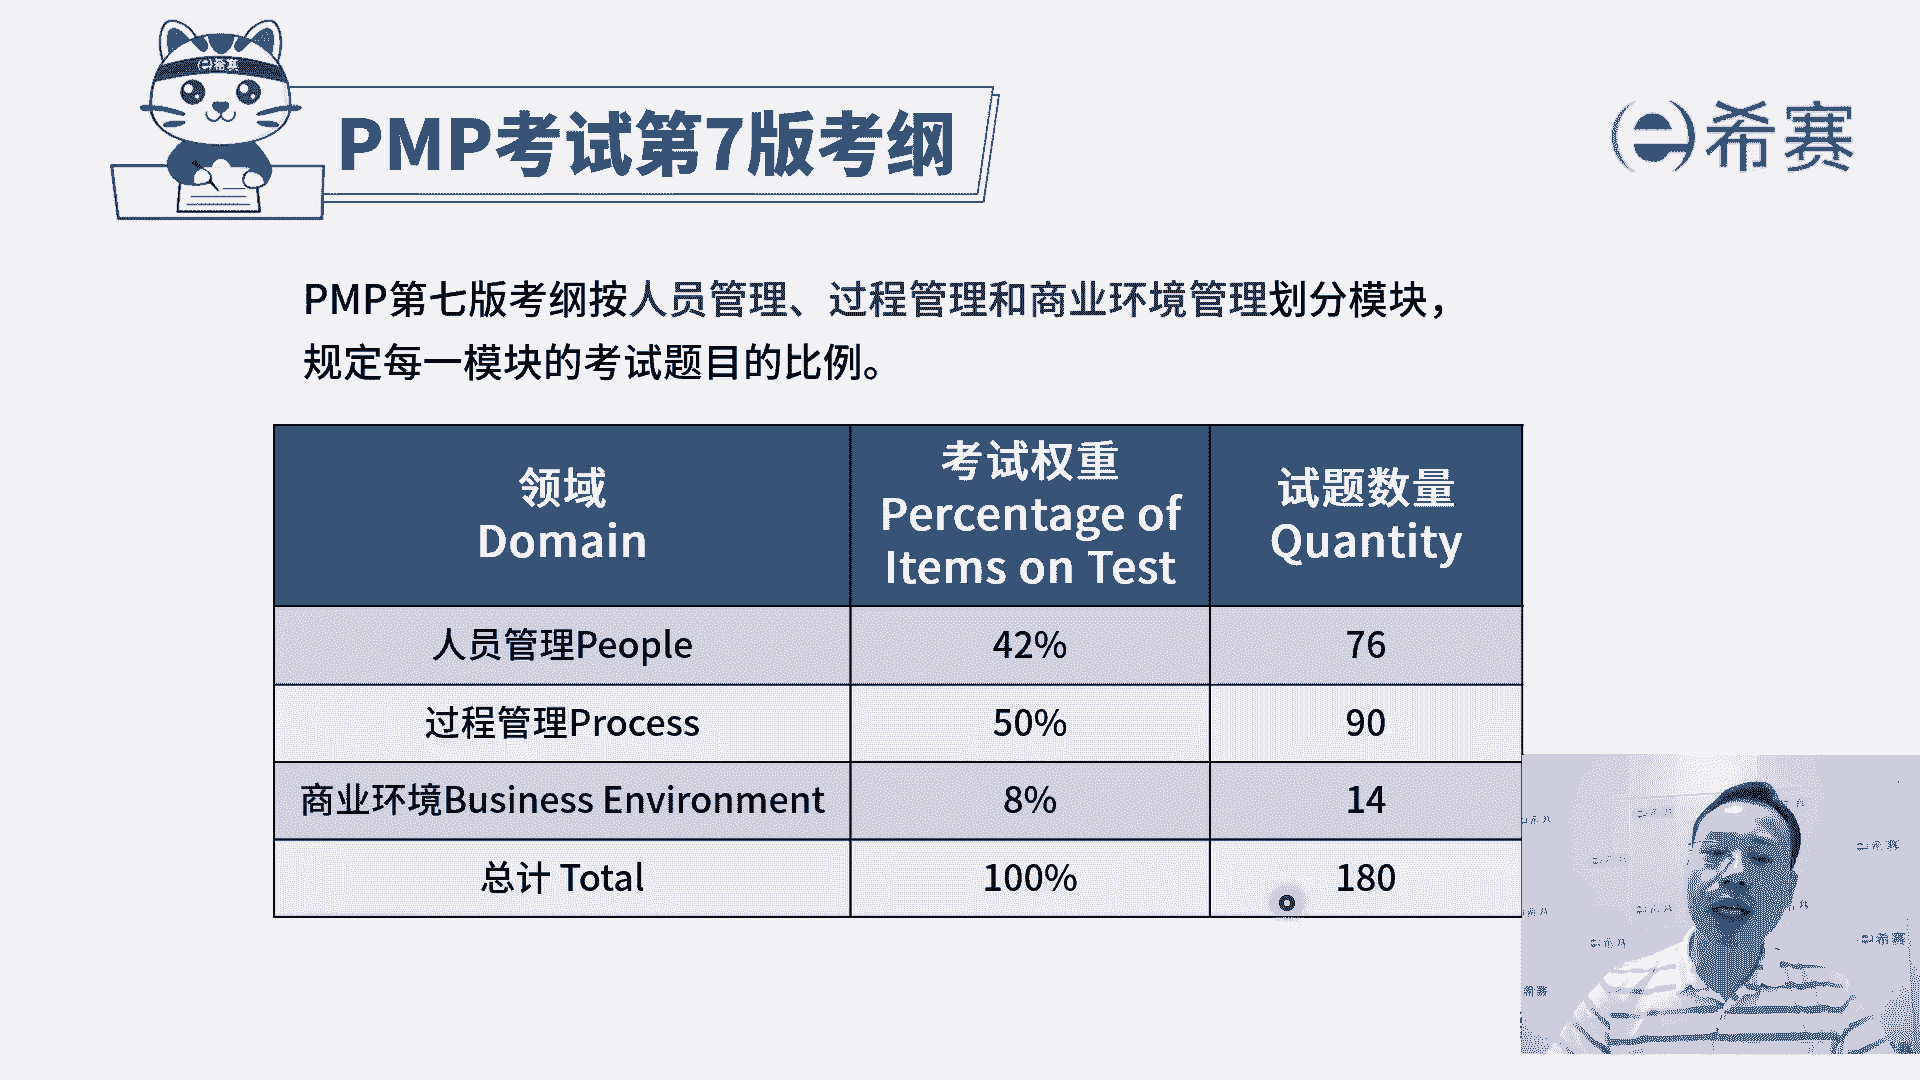 希赛
PMP考试第7版考纲
希赛
PMP第七版考纲按人员管理、过程管理和商业环境管理划分模块，
规定每一模块的考试题目的比例。
领域
Domain
考试权重
Percentage of
Items on Test
试题数量
Quantity
人员管理People
42%
76
过程管理Process
50%
90
商业环境Business Environment
8%
14
总计 Total
100%
180
希赛
希赛
希赛